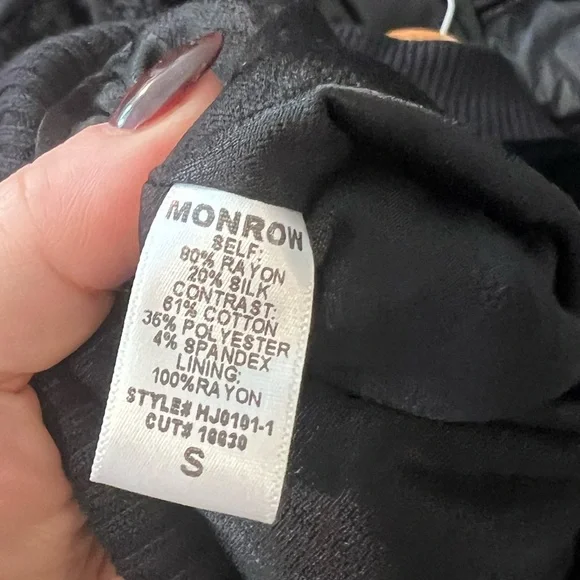 MONROW
SELF:
80% RAYON
20% SILK
CONTRAST:
61% COTTON
36% POLYESTER
4% SPANDEX
LINING:
100%RAYON
STYLE# HJ0101-1
CUT# 16630
S